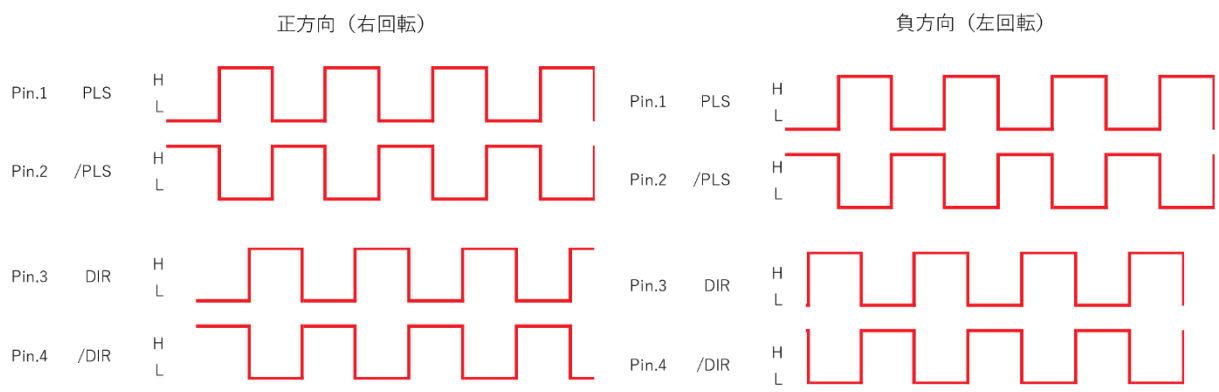 正方向（右回転）
H
Pin.1 PLS
L
H
Pin.2 /PLS
L
H
Pin.3 DIR
L
H
Pin.4 /DIR
L
負方向（左回転）
H
Pin.1 PLS
L
H
Pin.2 /PLS
L
H
Pin.3 DIR
L
H
Pin.4 /DIR
L